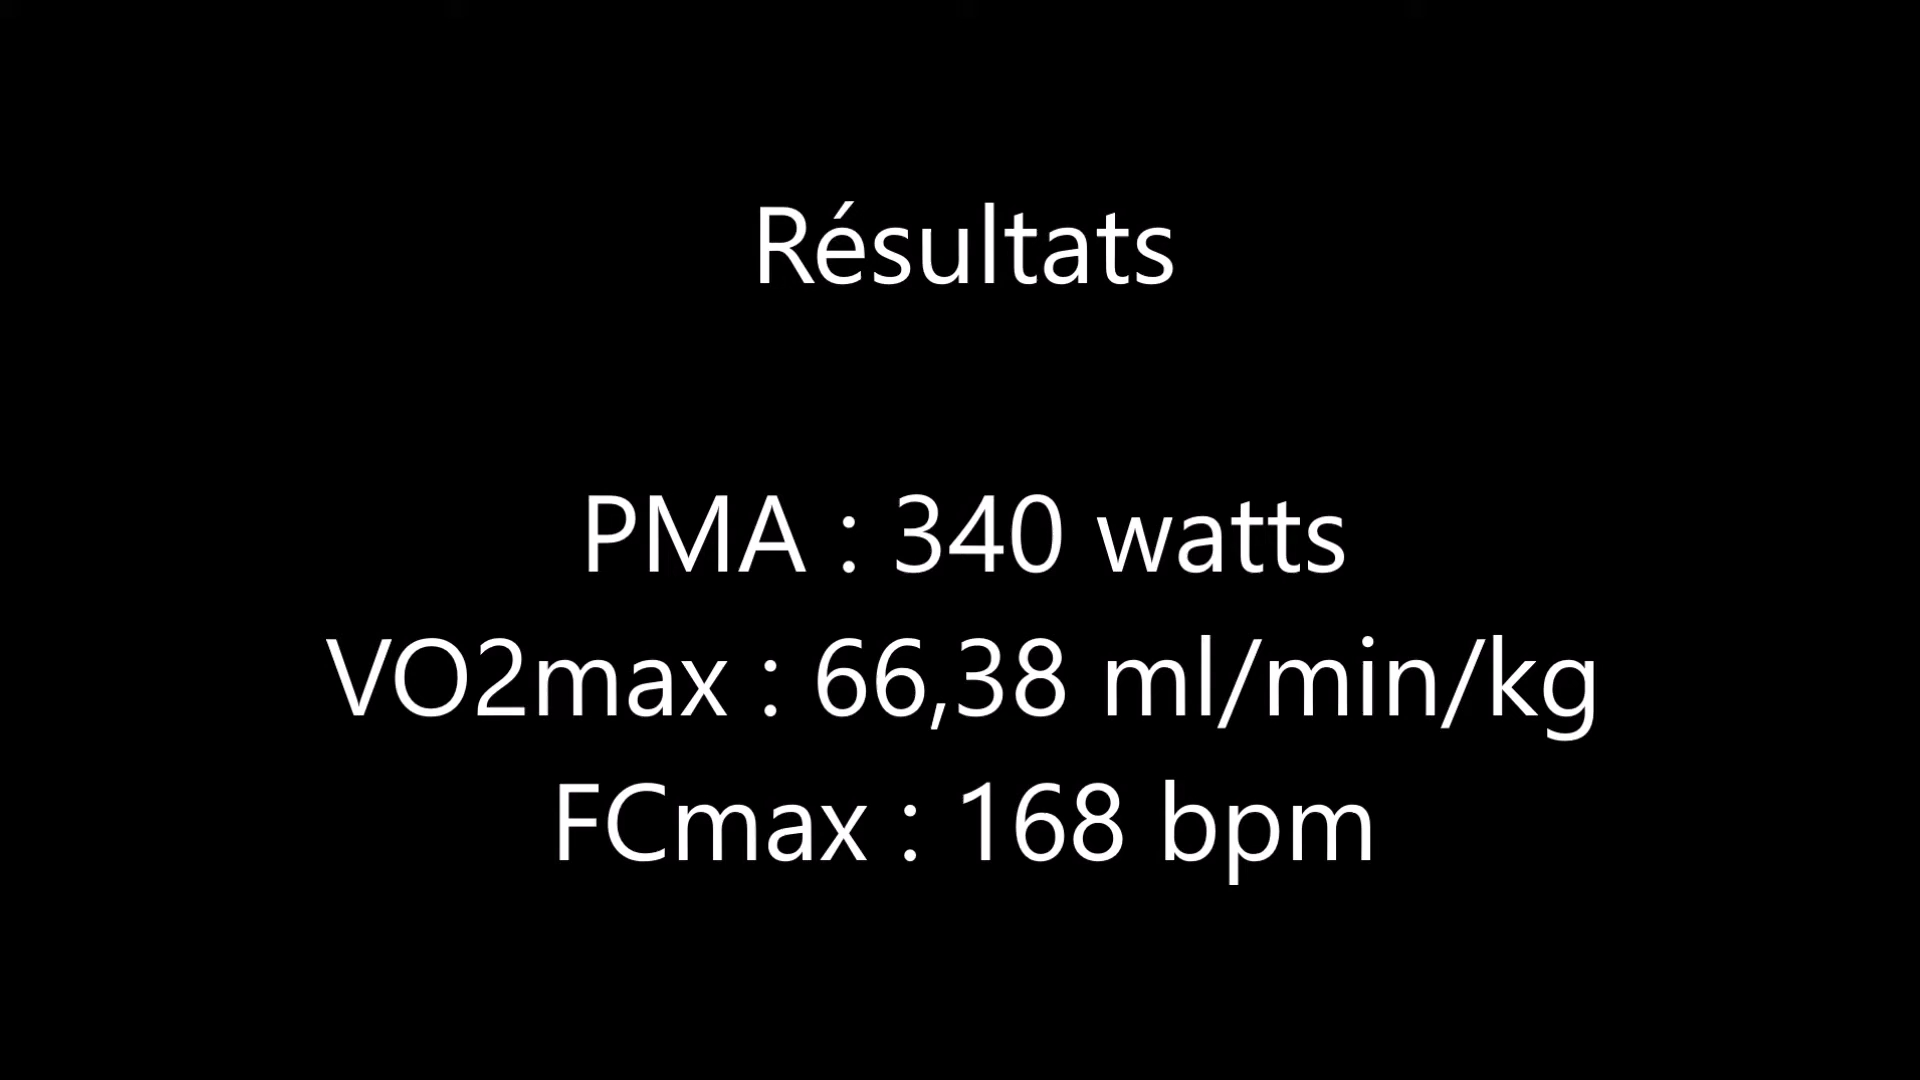 Résultats
PMA : 340 watts
VO2max : 66,38 ml/min/kg
FCmax : 168 bpm